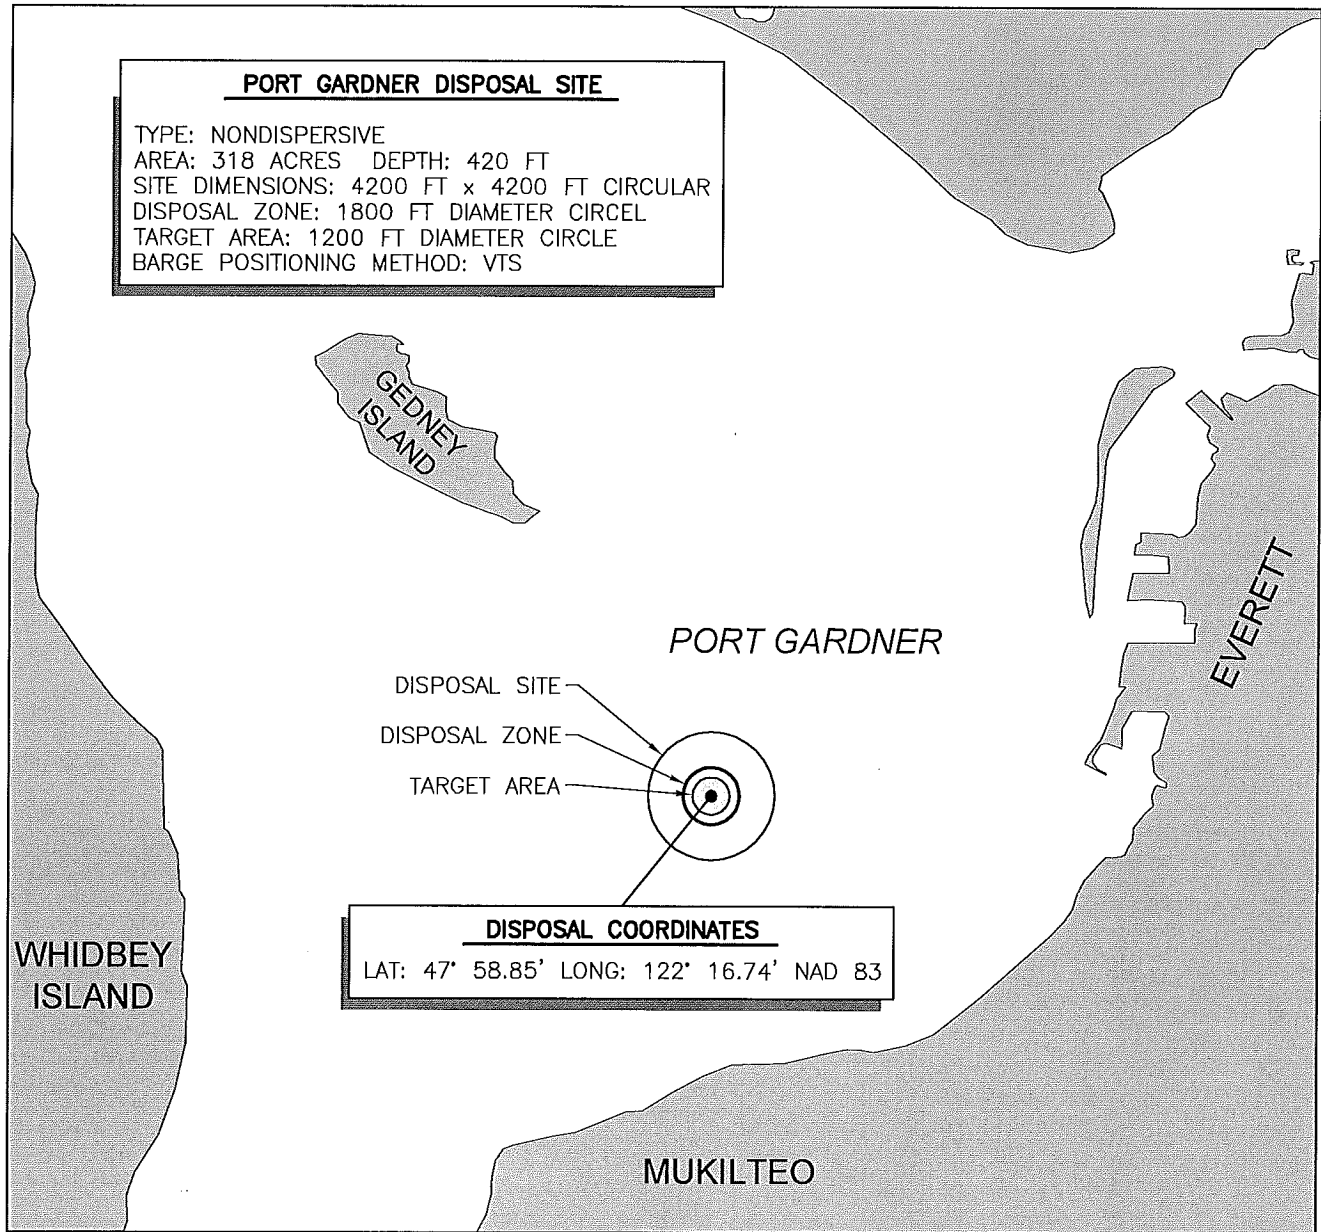 PORT GARDNER DISPOSAL SITE
TYPE: NONDISPERSIVE
AREA: 318 ACRES DEPTH: 420 FT
SITE DIMENSIONS: 4200 FT x 4200 FT CIRCULAR
DISPOSAL ZONE: 1800 FT DIAMETER CIRCEL
TARGET AREA: 1200 FT DIAMETER CIRCLE
BARGE POSITIONING METHOD: VTS
GEDNEY
ISLAND
EVERETT
PORT GARDNER
DISPOSAL SITE
DISPOSAL ZONE
TARGET AREA
DISPOSAL COORDINATES
LAT: 47° 58.85' LONG: 122° 16.74' NAD 83
WHIDBEY
ISLAND
MUKILTEO